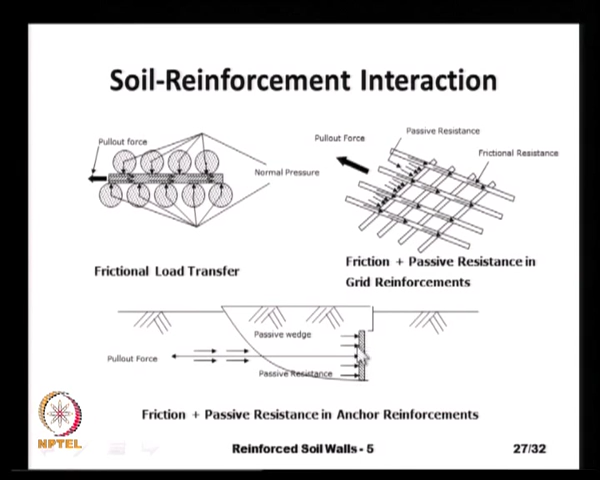 Soil-Reinforcement Interaction
Pullout force
Normal Pressure
Frictional Load Transfer
Pullout Force
Passive Resistance
Frictional Resistance
Friction + Passive Resistance in
Grid Reinforcements
Passive wedge
Pullout Force
Passive Resistance
Friction + Passive Resistance in Anchor Reinforcements
NPTEL
Reinforced Soil Walls - 5
27/32